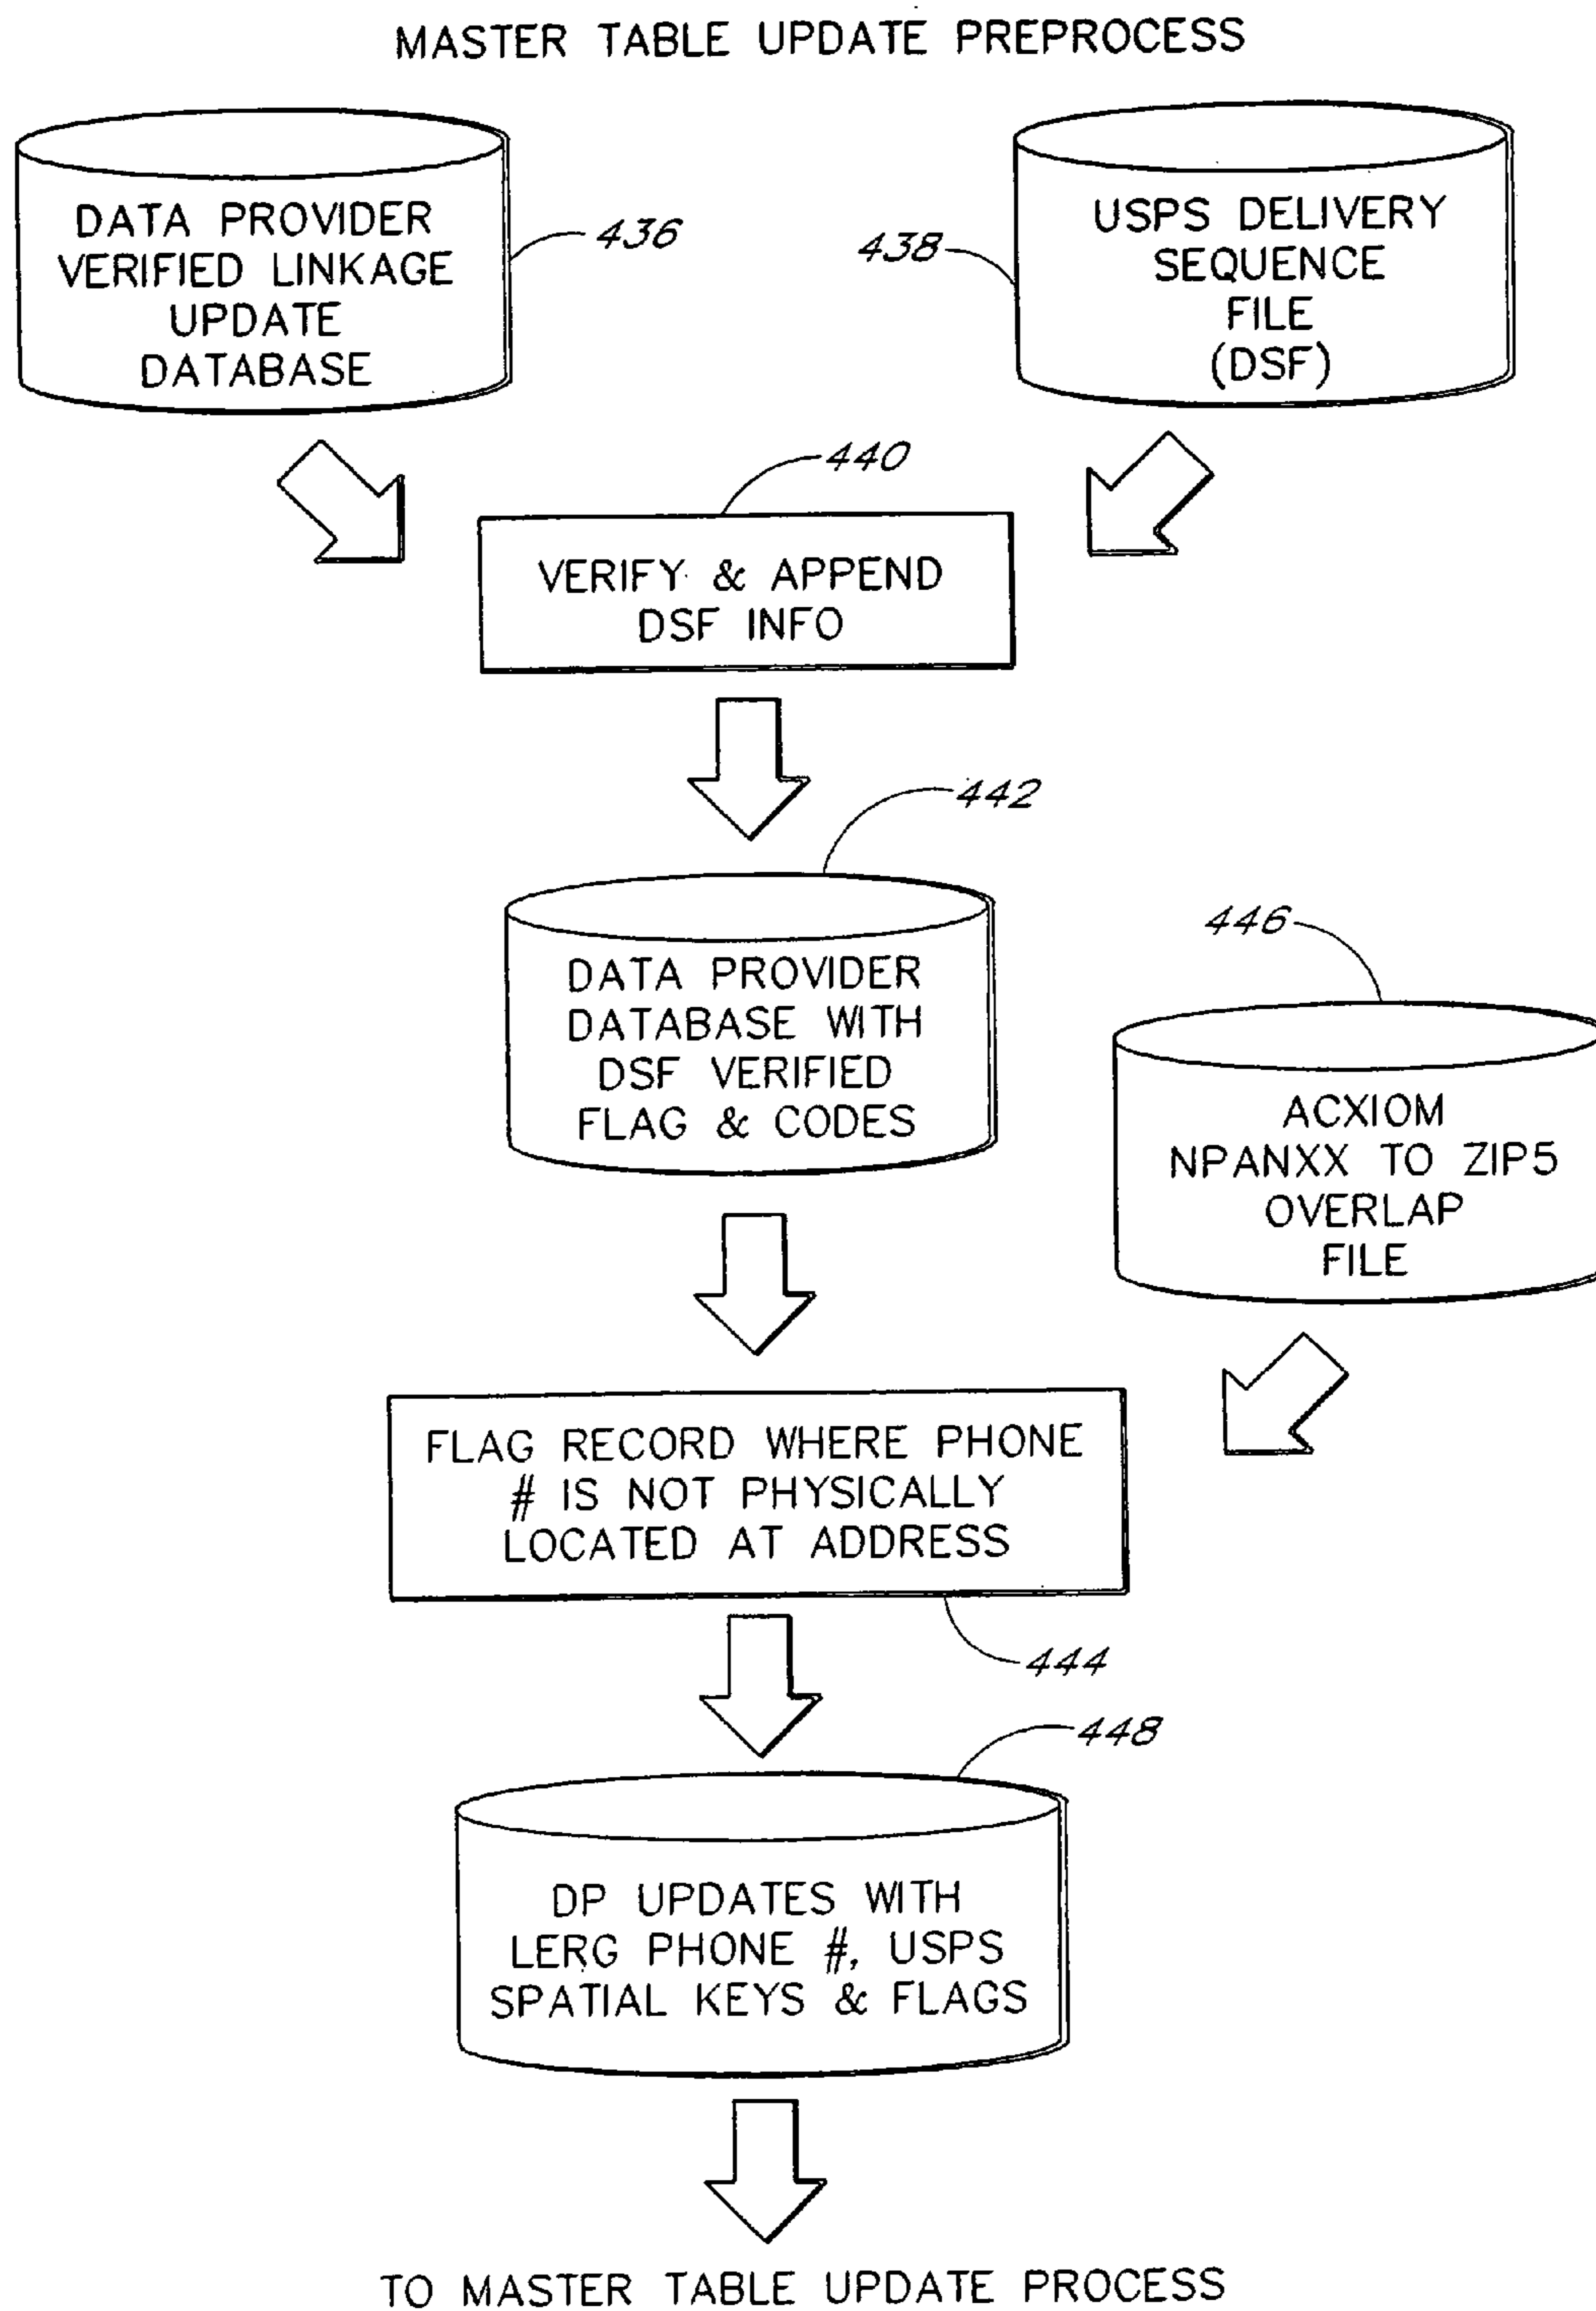 MASTER TABLE UPDATE PREPROCESS
DATA PROVIDER
VERIFIED LINKAGE
UPDATE
DATABASE
436
438
USPS DELIVERY
SEQUENCE
FILE
(DSF)
440
VERIFY & APPEND
DSF INFO
442
DATA PROVIDER
DATABASE WITH
DSF VERIFIED
FLAG & CODES
446
ACXIOM
NPANXX TO ZIP5
OVERLAP
FILE
FLAG RECORD WHERE PHONE
# IS NOT PHYSICALLY
LOCATED AT ADDRESS
444
448
DP UPDATES WITH
LERG PHONE #, USPS
SPATIAL KEYS & FLAGS
TO MASTER TABLE UPDATE PROCESS